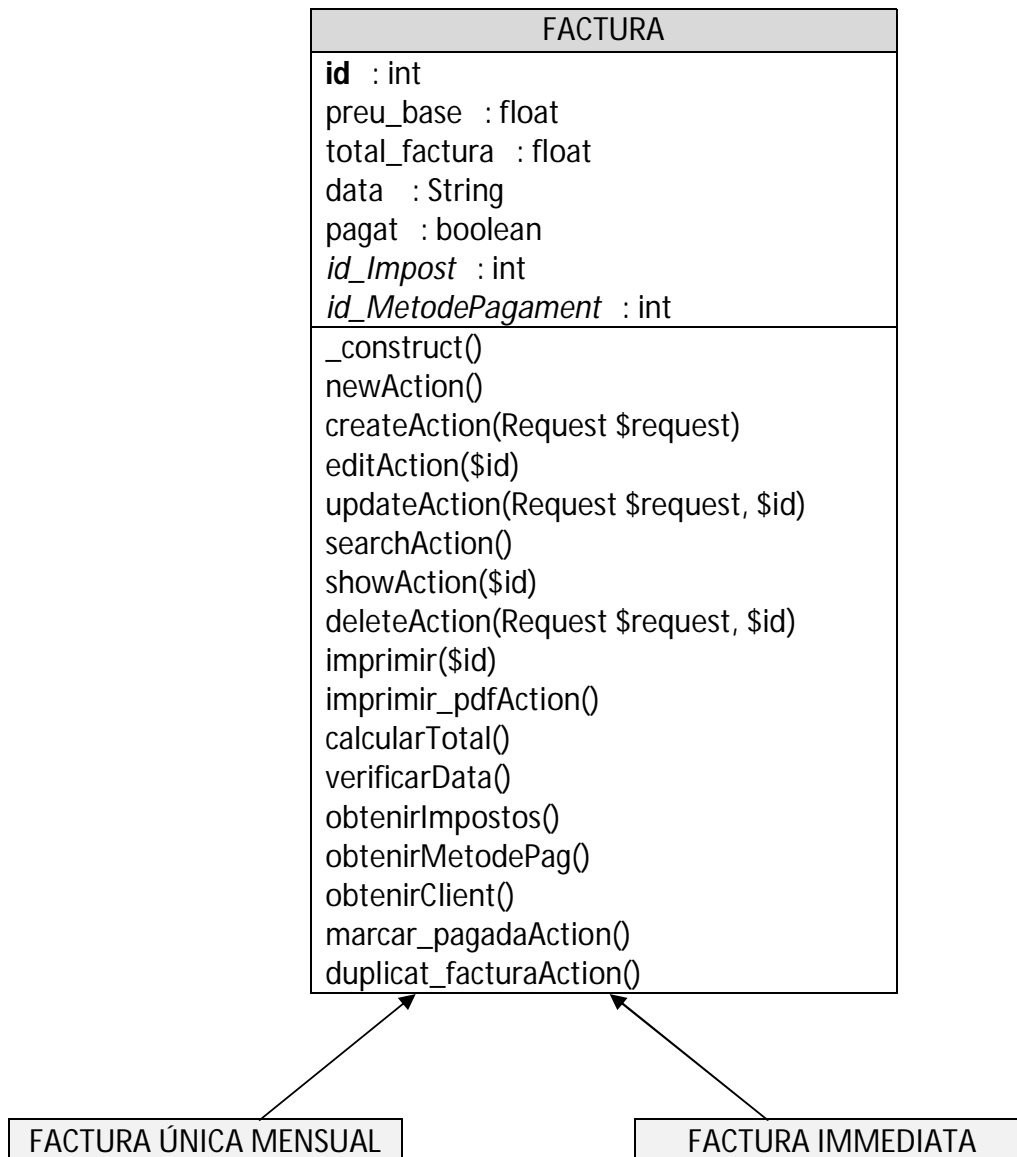 FACTURA
id : int
preu_base : float
total_factura : float
data : String
pagat : boolean
id_Impost : int
id_MetodePagament : int
_construct()
newAction()
createAction(Request $request)
editAction($id)
updateAction(Request $request, $id)
searchAction()
showAction($id)
deleteAction(Request $request, $id)
imprimir($id)
imprimir_pdfAction()
calcularTotal()
verificarData()
obtenirImpostos()
obtenirMetodePag()
obtenirClient()
marcar_pagadaAction()
duplicat_facturaAction()
FACTURA ÚNICA MENSUAL
FACTURA IMMEDIATA